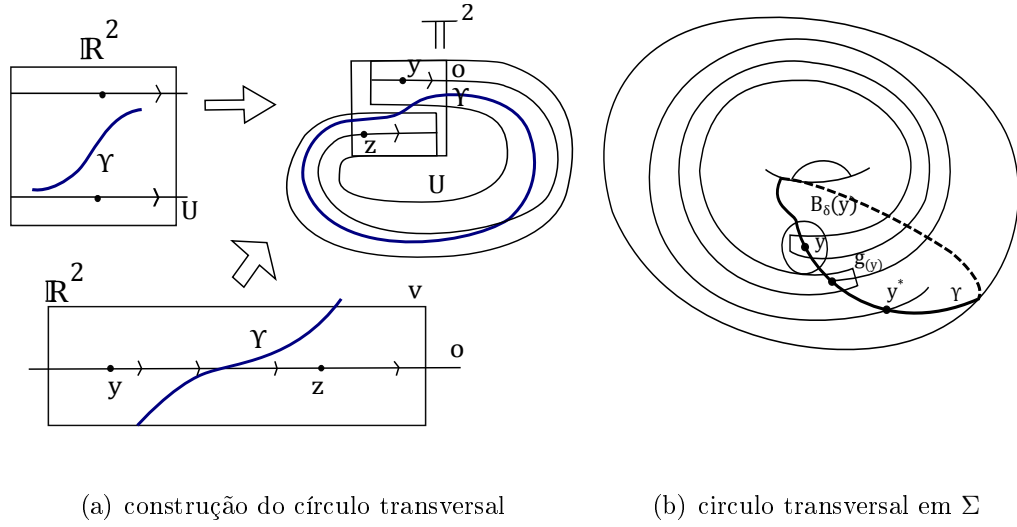 ℝ²
ϒ
U
𝕋²
y
o
ϒ
z
U
ℝ²
v
ϒ
o
y
z
B_δ(y)
y
g_(y)
y*
ϒ
(a) construção do círculo transversal
(b) circulo transversal em Σ